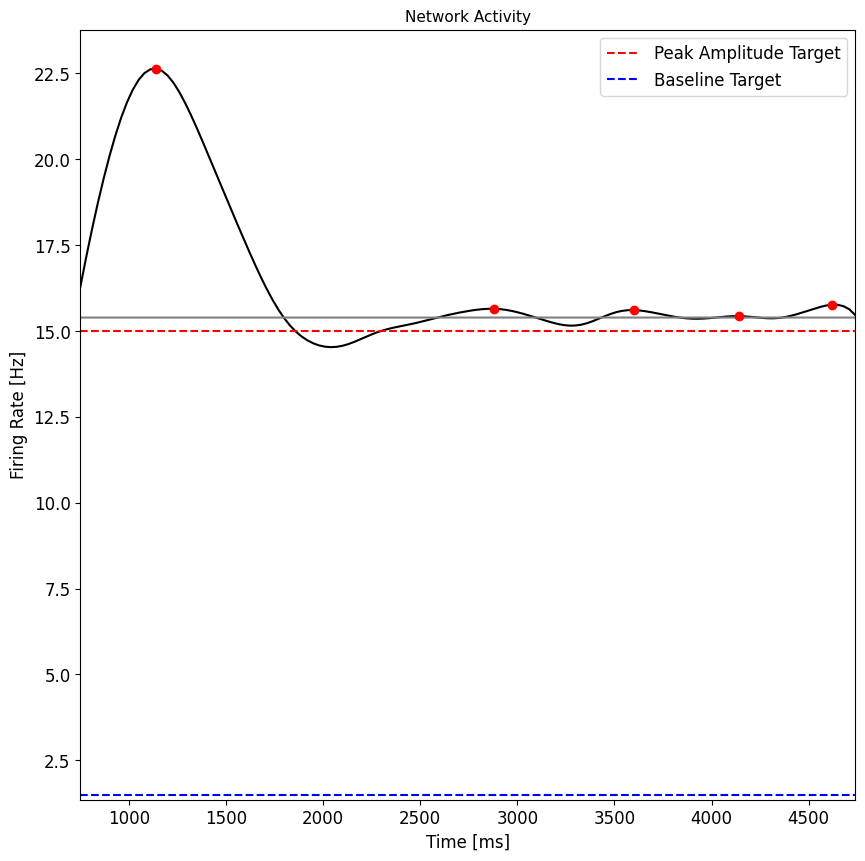 Network Activity
Peak Amplitude Target
Baseline Target
Firing Rate [Hz]
22.5
20.0
17.5
15.0
12.5
10.0
7.5
5.0
2.5
1000 1500 2000 2500 3000 3500 4000 4500
Time [ms]